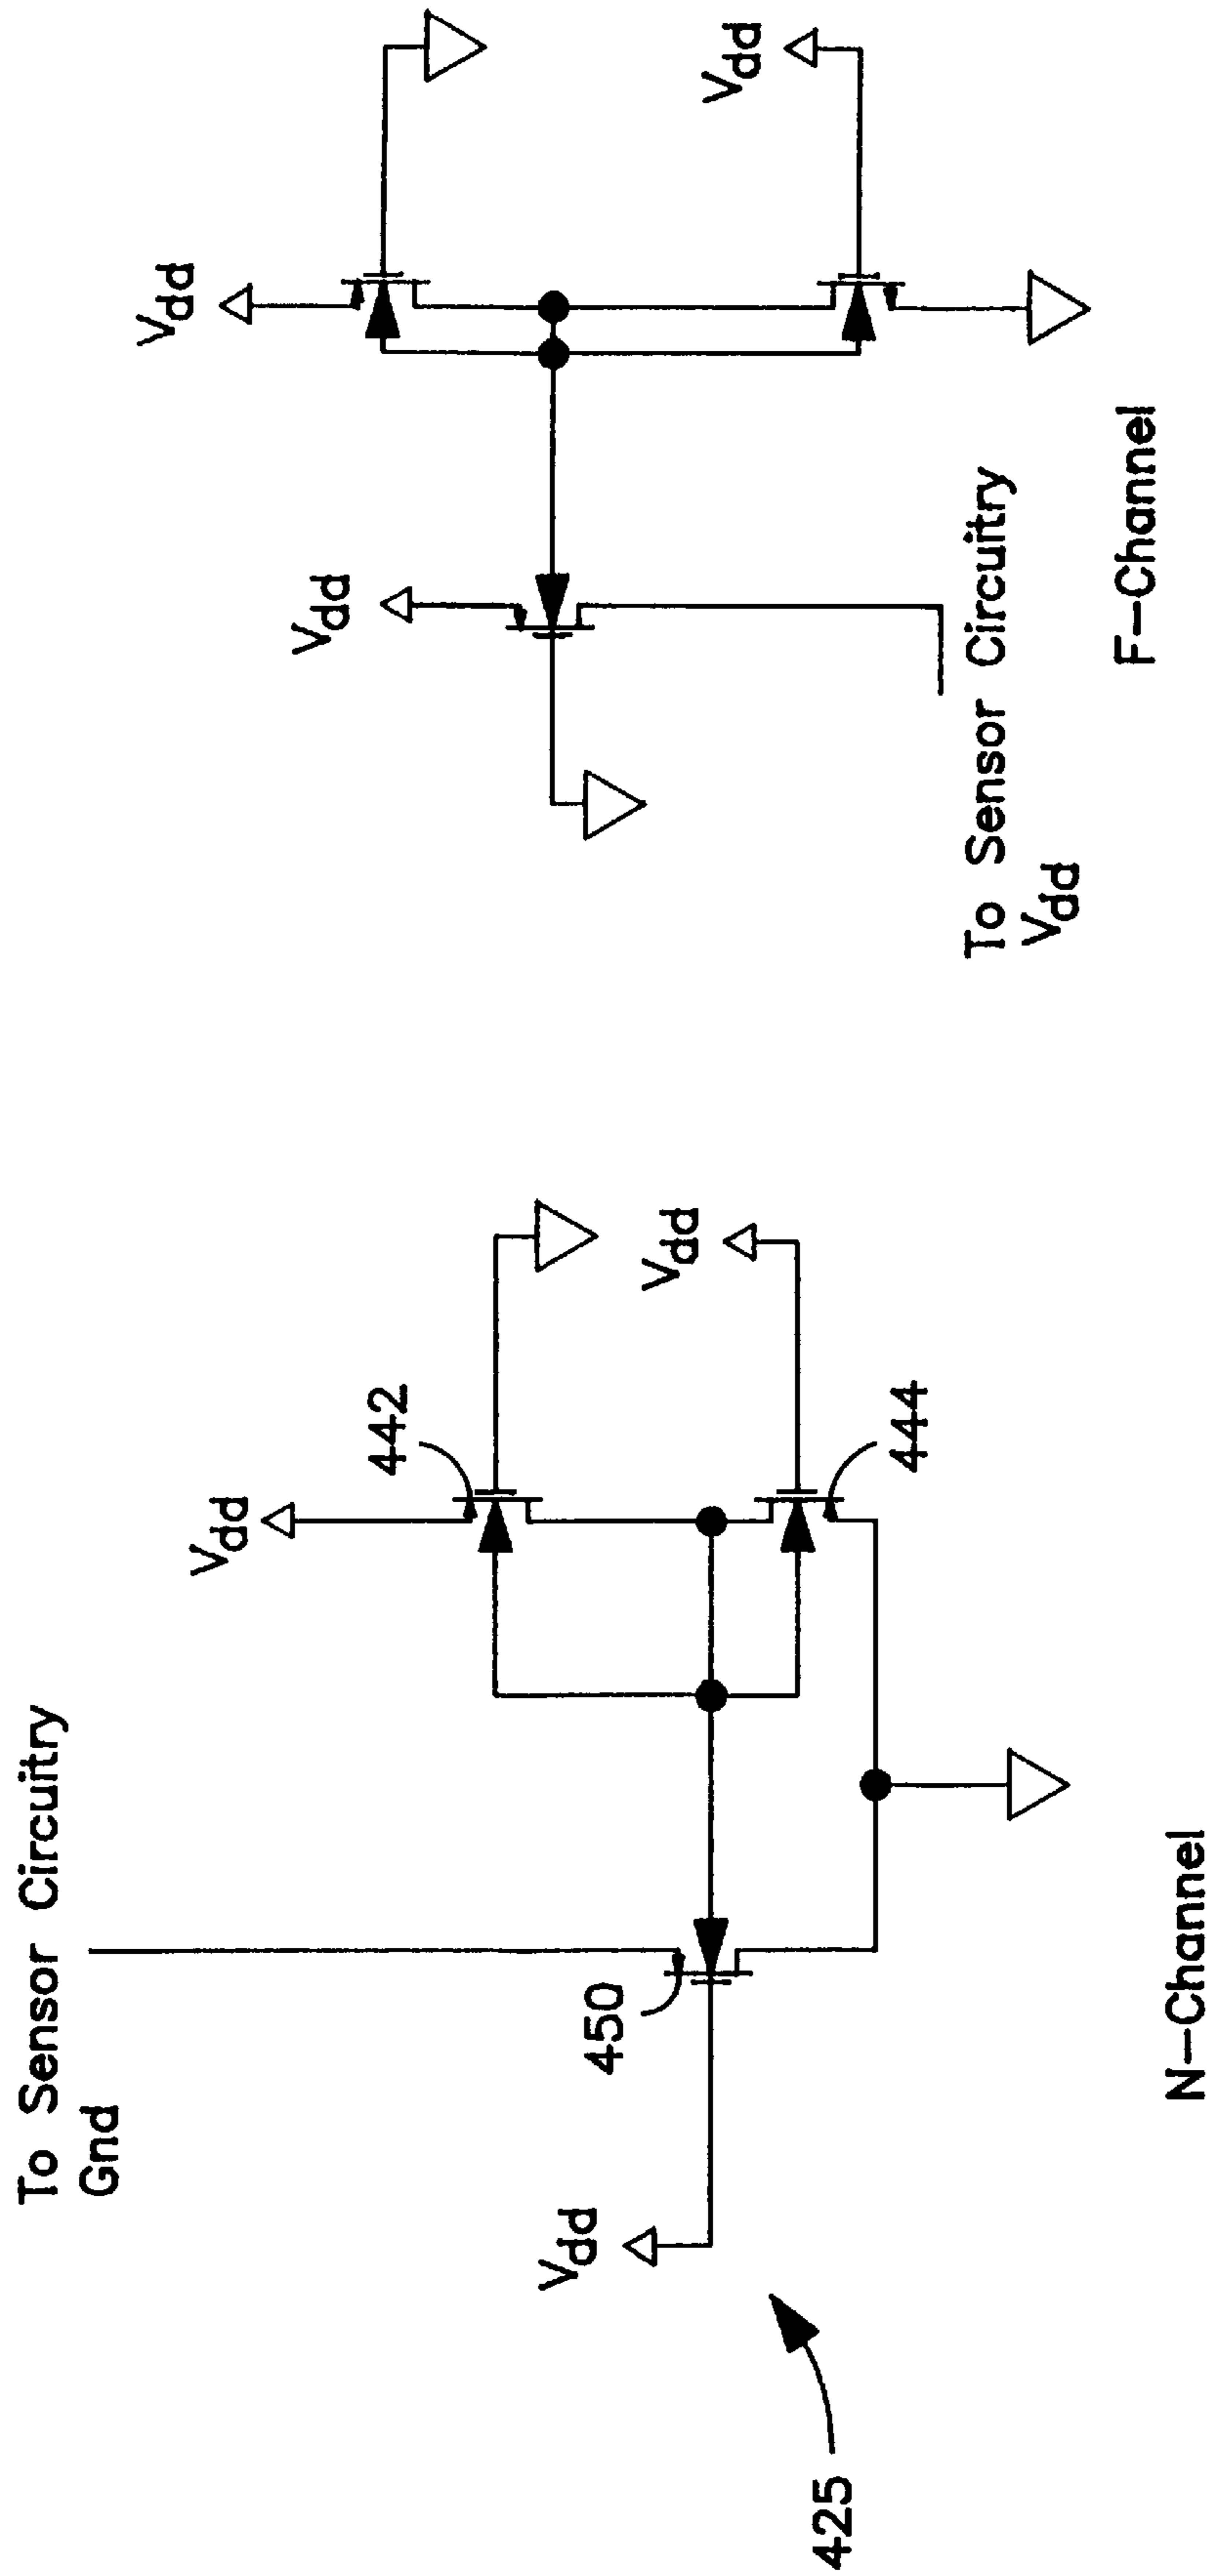 To Sensor Circuitry
Gnd
Vdd
442
Vdd
450
444
Vdd
425
N-Channel
Vdd
Vdd
Vdd
To Sensor Circuitry
Vdd
F-Channel